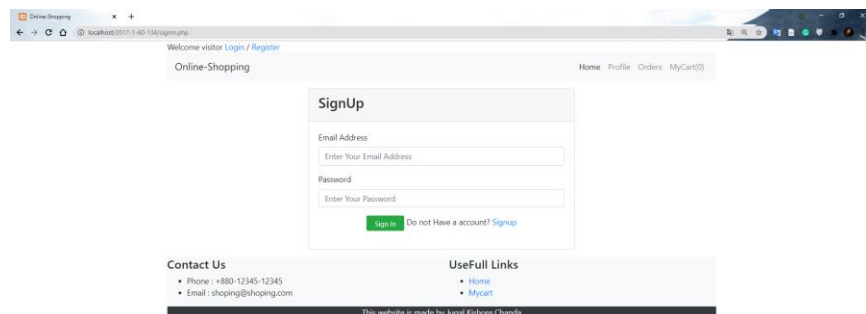 Online-Shopping
localhost/2017-1-60-134/signin.php
Welcome visitor Login / Register
Online-Shopping
Home Profile Orders MyCart(0)
SignUp
Email Address
Enter Your Email Address
Password
Enter Your Password
Sign In Do not Have a account? Signup
Contact Us
• Phone : +880-12345-12345
• Email : shoping@shoping.com
UseFull Links
• Home
• Mycart
This website is made by Jugal Kishore Chanda